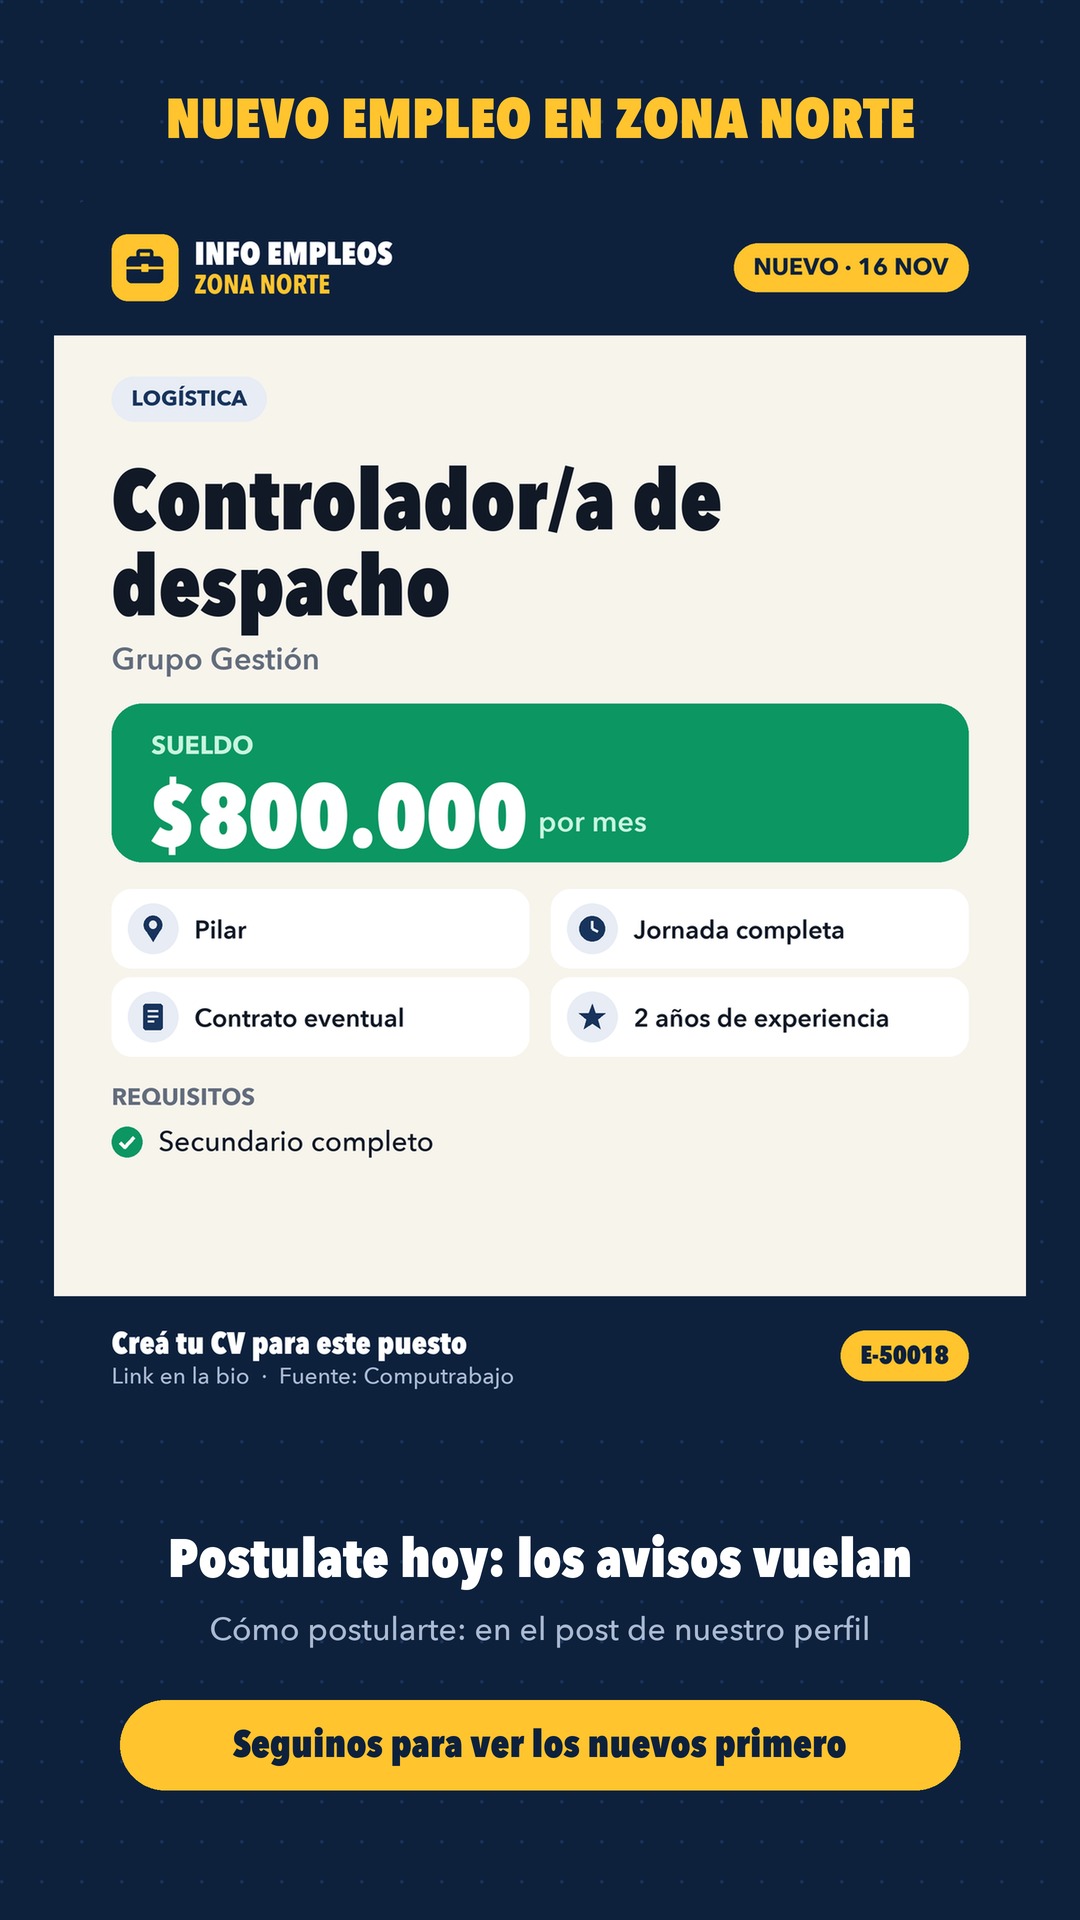 NUEVO EMPLEO EN ZONA NORTE
INFO EMPLEOS
ZONA NORTE
NUEVO · 16 NOV
LOGÍSTICA
Controlador/a de
despacho
Grupo Gestión
SUELDO
$800.000 por mes
Pilar
Jornada completa
Contrato eventual
2 años de experiencia
REQUISITOS
Secundario completo
Creá tu CV para este puesto
Link en la bio · Fuente: Computrabajo
E-50018
Postulate hoy: los avisos vuelan
Cómo postularte: en el post de nuestro perfil
Seguinos para ver los nuevos primero